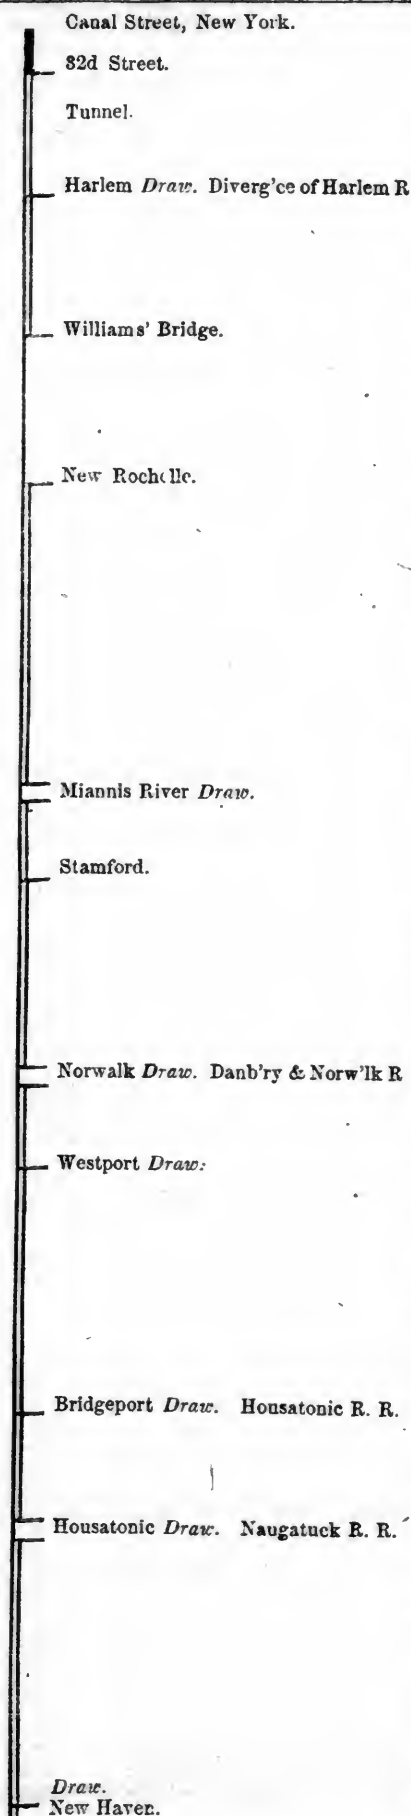 Canal Street, New York.
32d Street.
Tunnel.
Harlem Draw. Diverg'ce of Harlem R
Williams' Bridge.
New Rochelle.
Miannis River Draw.
Stamford.
Norwalk Draw. Danb'ry & Norw'lk R
Westport Draw.
Bridgeport Draw. Housatonic R. R.
Housatonic Draw. Naugatuck R. R.
Draw.
New Haven.